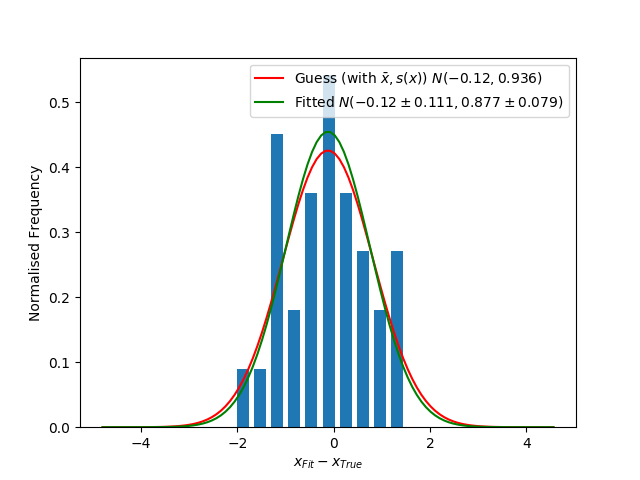 Guess (with x̄, s(x)) N(−0.12, 0.936)
Fitted N(−0.12 ± 0.111, 0.877 ± 0.079)
Normalised Frequency
0.5
0.4
0.3
0.2
0.1
0.0
−4 −2 0 2 4
x_Fit − x_True